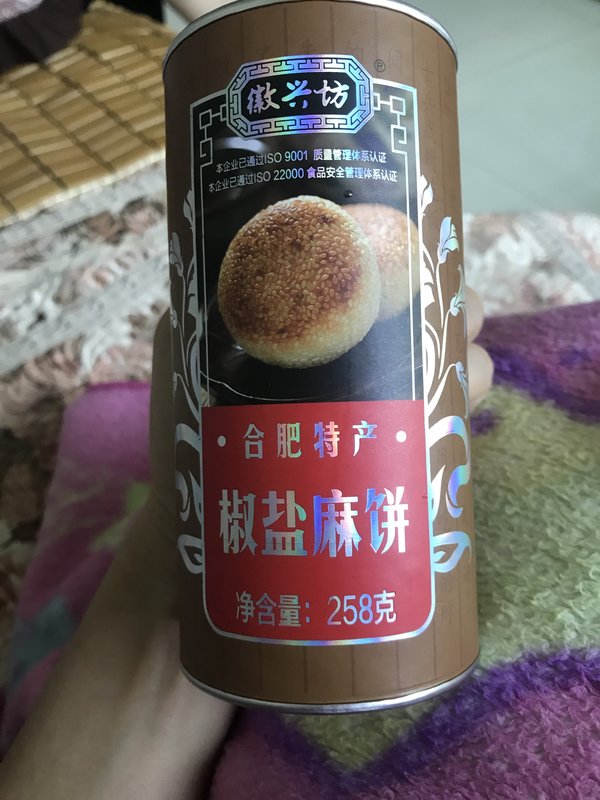 徽兴坊®
本企业已通过ISO 9001 质量管理体系认证
本企业已通过ISO 22000 食品安全管理体系认证
·合肥特产·
椒盐麻饼
净含量：258克